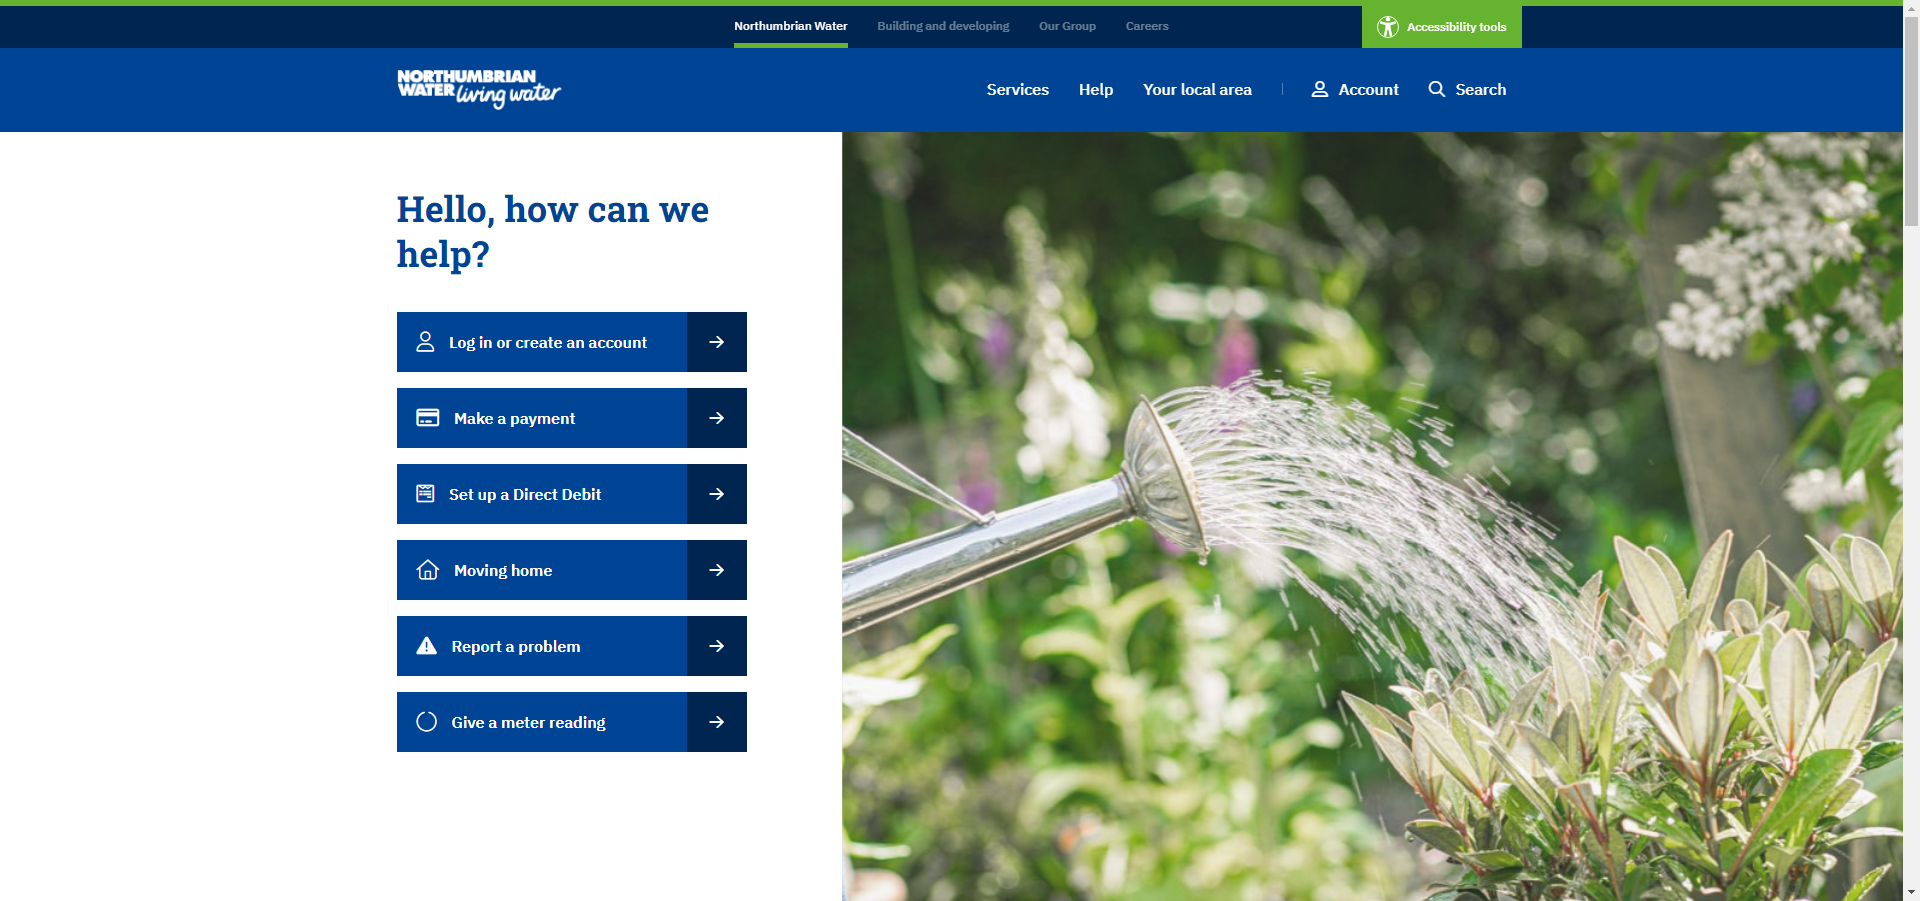 Northumbrian Water
Building and developing
Our Group
Careers
Accessibility tools
NORTHUMBRIAN
WATER living water
Services
Help
Your local area
Account
Search
Hello, how can we
help?
Log in or create an account
Make a payment
Set up a Direct Debit
Moving home
Report a problem
Give a meter reading